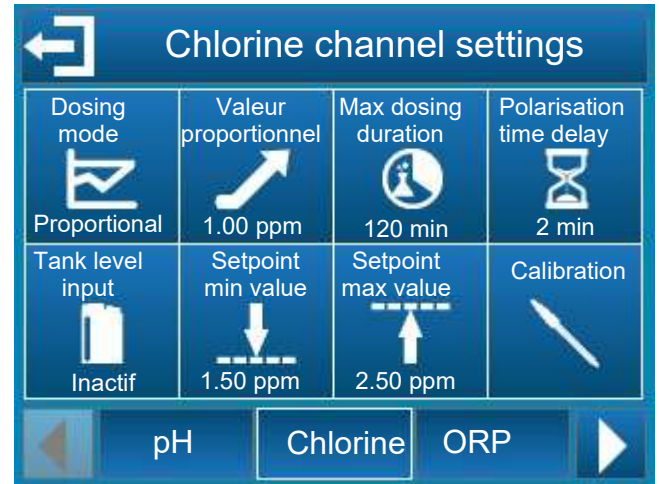 Chlorine channel settings
Dosing
mode
Proportional
Valeur
proportionnel
1.00 ppm
Max dosing
duration
120 min
Polarisation
time delay
2 min
Tank level
input
Inactif
Setpoint
min value
1.50 ppm
Setpoint
max value
2.50 ppm
Calibration
pH
Chlorine
ORP